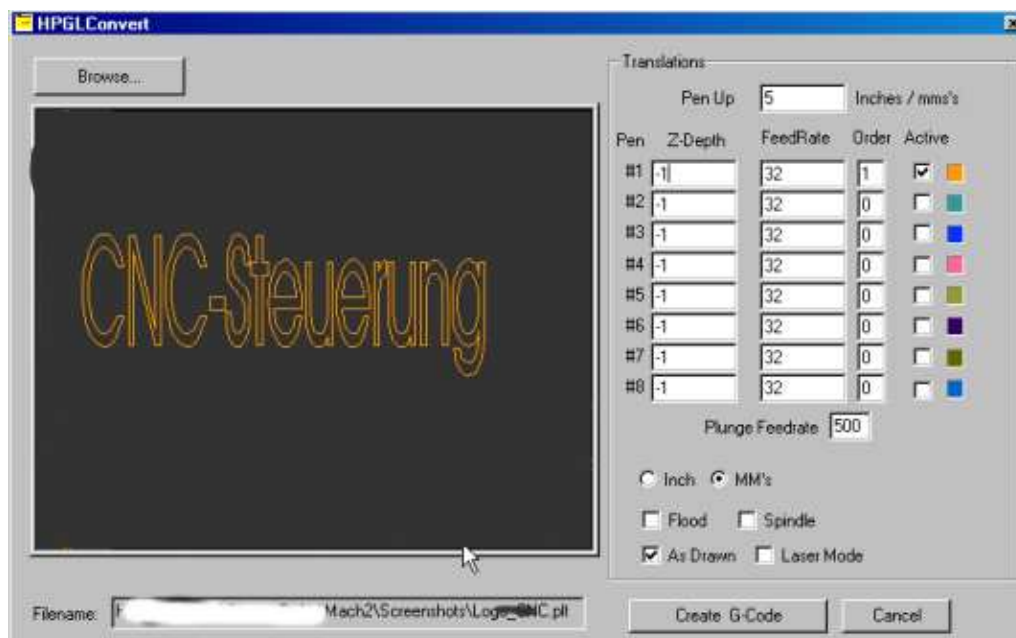 HPGLConvert
Browse...
Translations
Pen Up 5 Inches / mms's
Pen Z-Depth FeedRate Order Active
#1 -1 32 1
#2 -1 32 0
#3 -1 32 0
#4 -1 32 0
#5 -1 32 0
#6 -1 32 0
#7 -1 32 0
#8 -1 32 0
CNC-Steuerung
Plunge Feedrate 500
Inch MM's
Flood Spindle
As Drawn Laser Mode
Filename: Mach2\Screenshots\
Create G-Code Cancel